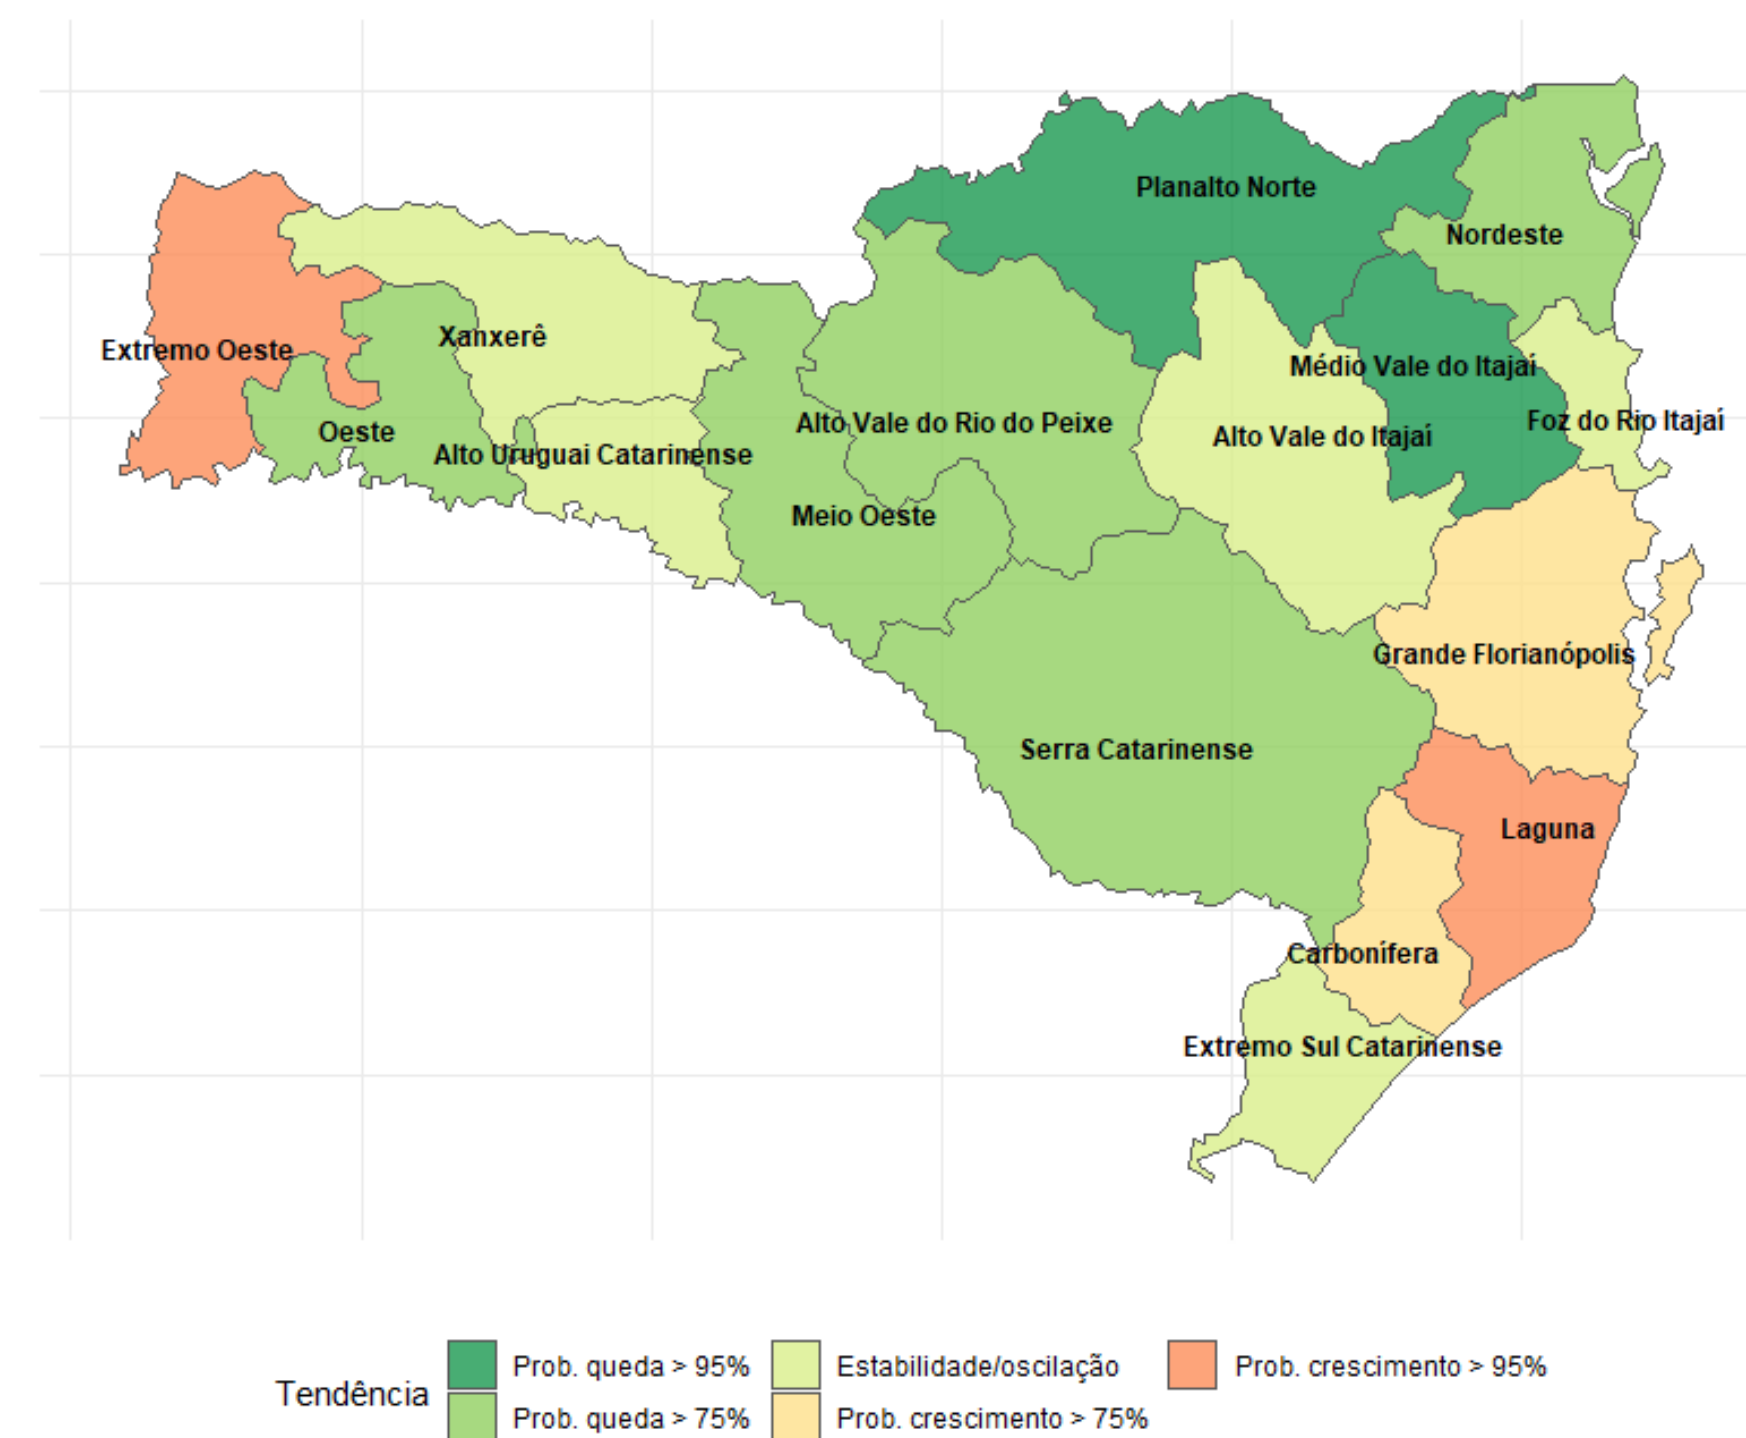 Planalto Norte
Nordeste
Xanxerê
Extremo Oeste
Médio Vale do Itajaí
Foz do Rio Itajaí
Alto Vale do Rio do Peixe
Oeste
Alto Vale do Itajaí
Alto Uruguai Catarinense
Meio Oeste
Grande Florianópolis
Serra Catarinense
Laguna
Carbonífera
Extremo Sul Catarinense
Tendência
Prob. queda > 95%
Prob. queda > 75%
Estabilidade/oscilação
Prob. crescimento > 75%
Prob. crescimento > 95%